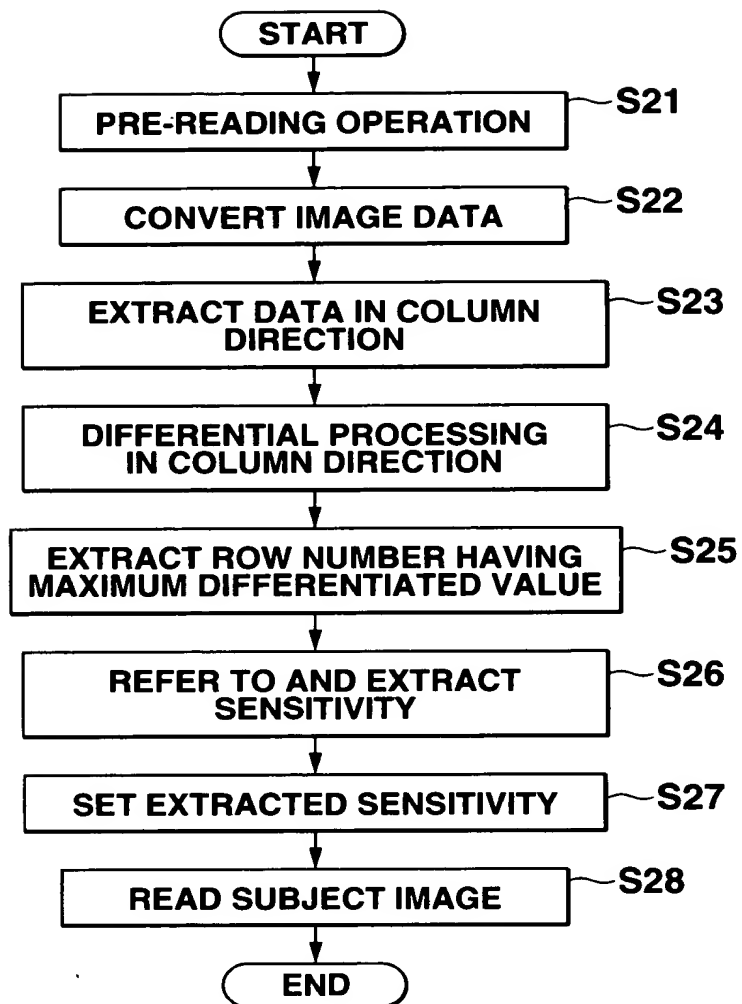 START
PRE-READING OPERATION
S21
CONVERT IMAGE DATA
S22
EXTRACT DATA IN COLUMN
DIRECTION
S23
DIFFERENTIAL PROCESSING
IN COLUMN DIRECTION
S24
EXTRACT ROW NUMBER HAVING
MAXIMUM DIFFERENTIATED VALUE
S25
REFER TO AND EXTRACT
SENSITIVITY
S26
SET EXTRACTED SENSITIVITY
S27
READ SUBJECT IMAGE
S28
END